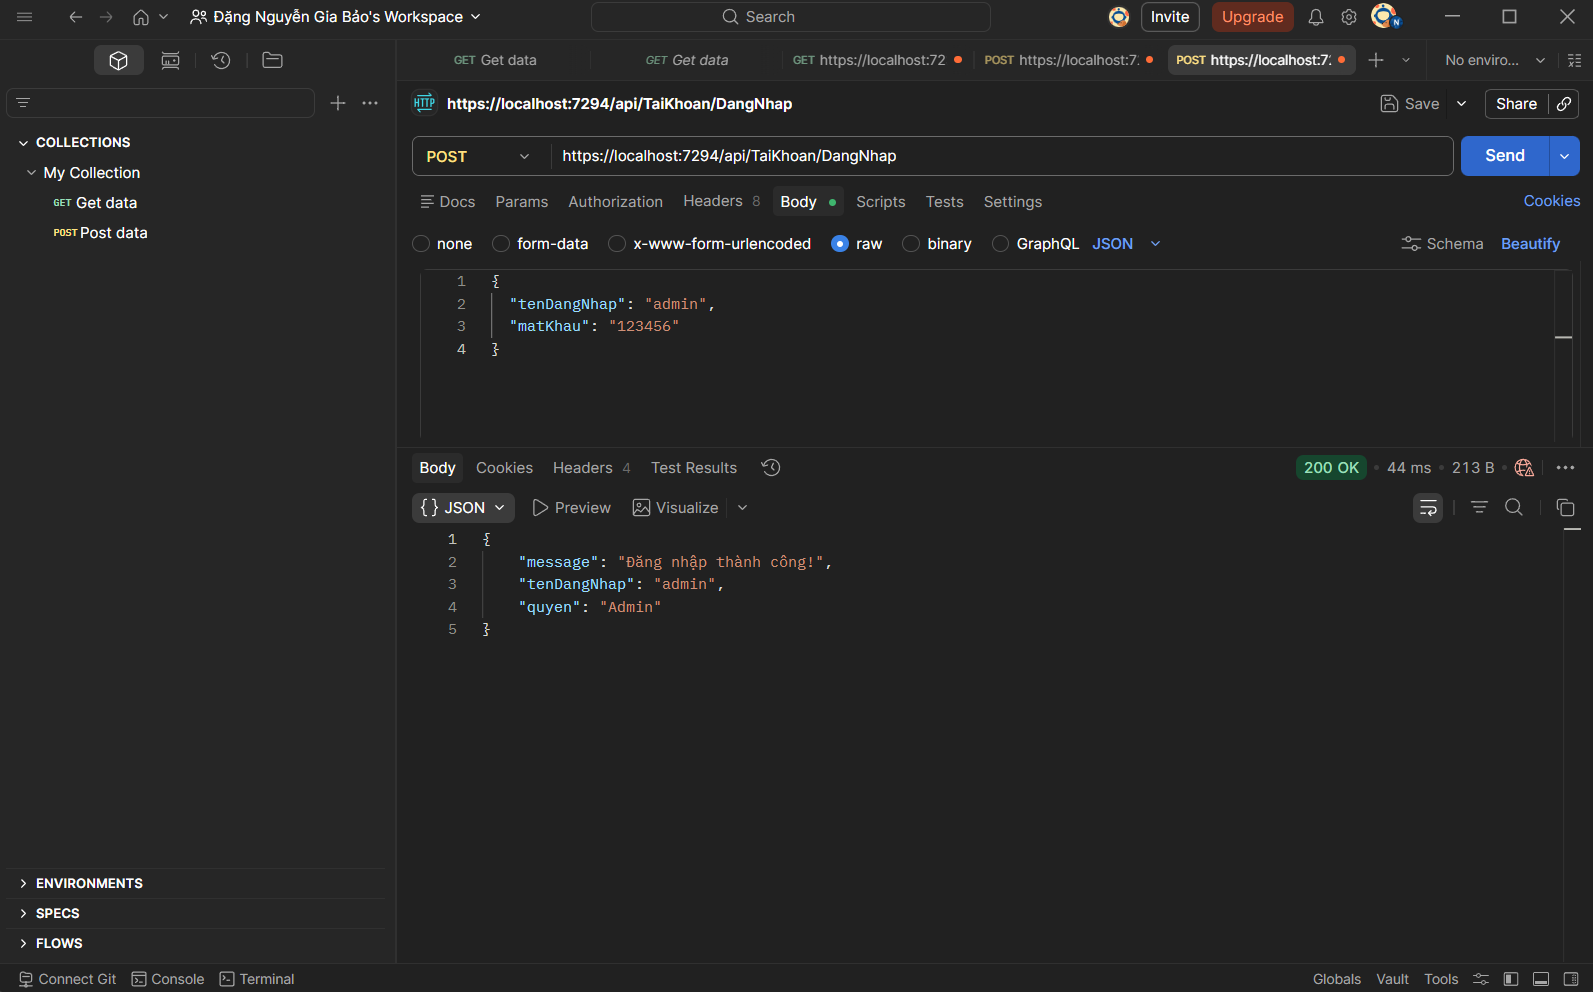 Đặng Nguyễn Gia Bảo's Workspace
Search
Invite
Upgrade
GET Get data
GET Get data
GET https://localhost:72
POST https://localhost:7.
POST https://localhost:7.
No enviro...
HTTP https://localhost:7294/api/TaiKhoan/DangNhap
Save
Share
COLLECTIONS
My Collection
GET Get data
POST Post data
POST https://localhost:7294/api/TaiKhoan/DangNhap
Send
Docs Params Authorization Headers 8 Body Scripts Tests Settings
Cookies
none form-data x-www-form-urlencoded raw binary GraphQL JSON
Schema Beautify
1 {
2 "tenDangNhap": "admin",
3 "matKhau": "123456"
4 }
Body Cookies Headers 4 Test Results
200 OK • 44 ms • 213 B
{} JSON Preview Visualize
1 {
2 "message": "Đăng nhập thành công!",
3 "tenDangNhap": "admin",
4 "quyen": "Admin"
5 }
ENVIRONMENTS
SPECS
FLOWS
Connect Git Console Terminal
Globals Vault Tools